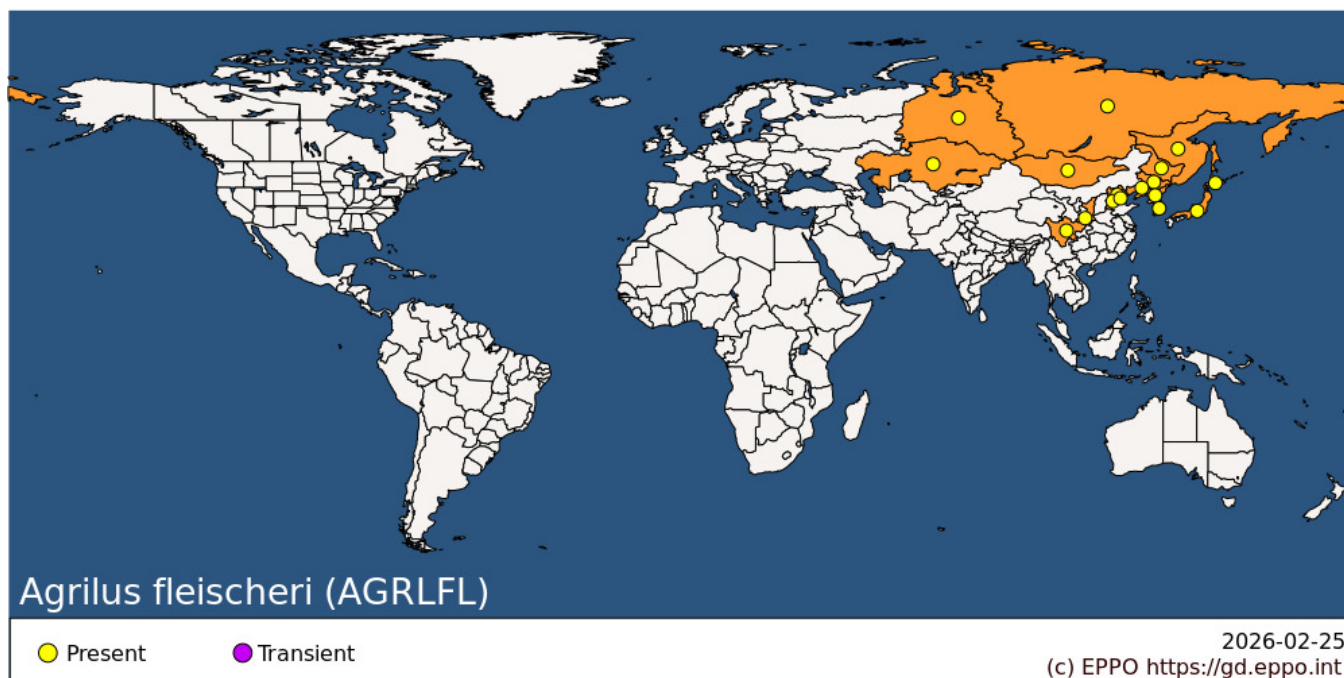 Agrilus fleischeri (AGRLFL)
Present
Transient
2026-02-25
(c) EPPO https://gd.eppo.int